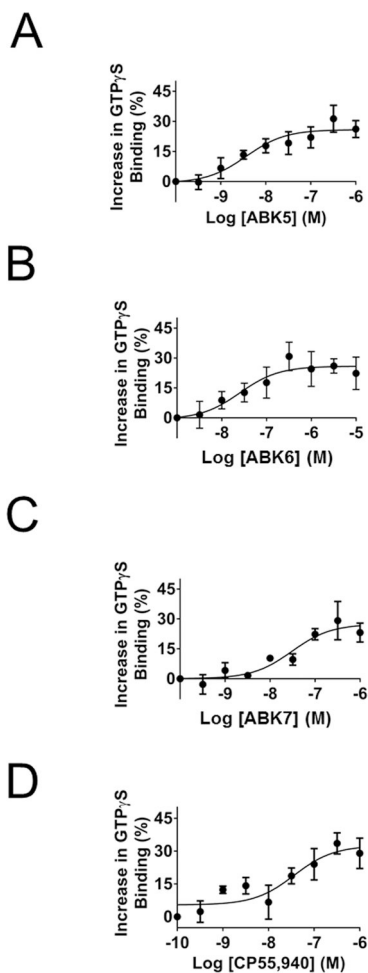 A
Increase in GTPγS
Binding (%)
45
30
15
0
-9 -8 -7 -6
Log [ABK5] (M)
B
Increase in GTPγS
Binding (%)
45
30
15
0
-8 -7 -6 -5
Log [ABK6] (M)
C
Increase in GTPγS
Binding (%)
45
30
15
0
-9 -8 -7 -6
Log [ABK7] (M)
D
Increase in GTPγS
Binding (%)
45
30
15
0
-10 -9 -8 -7 -6
Log [CP55,940] (M)